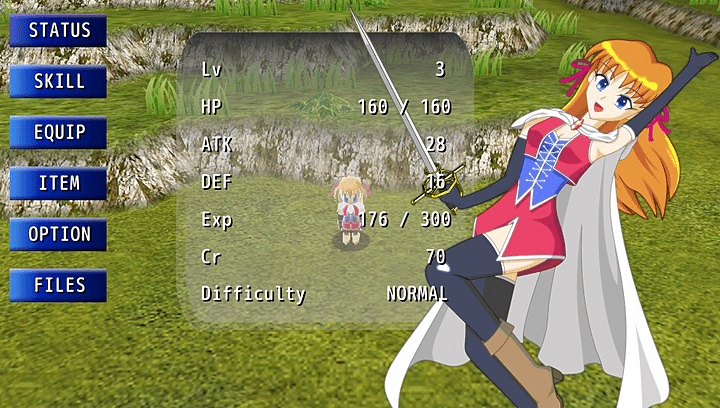 STATUS
SKILL
EQUIP
ITEM
OPTION
FILES
Lv 3
HP 160 / 160
ATK 28
DEF 16
Exp 176 / 300
Cr 70
Difficulty NORMAL